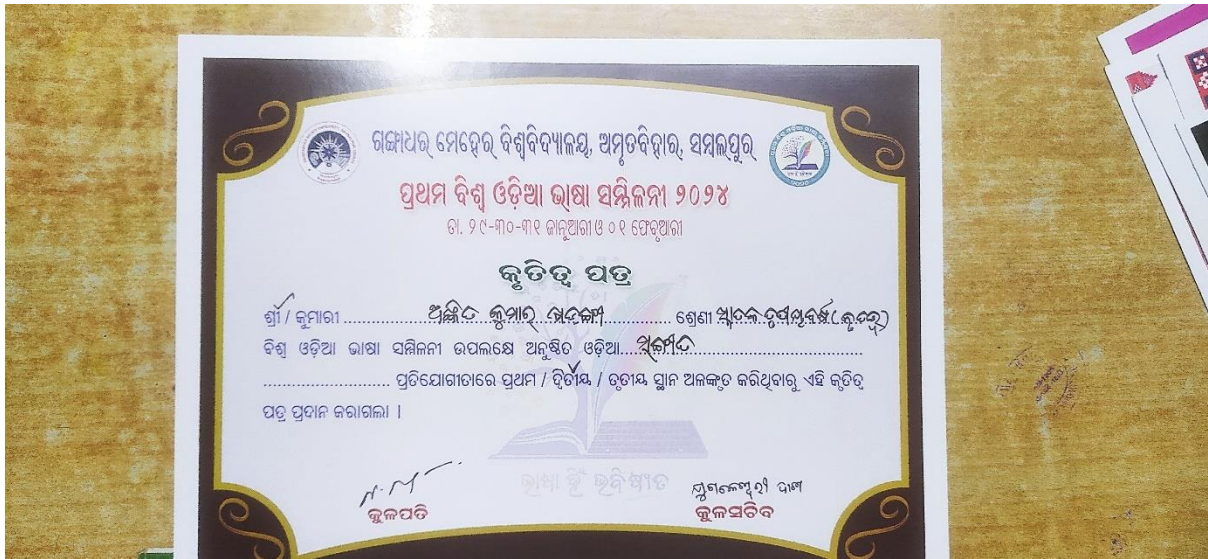 ଗଙ୍ଗାଧର ମେହେର ବିଶ୍ୱବିଦ୍ୟାଳୟ, ଅମୃତବିହାର, ସମ୍ବଲପୁର
ପ୍ରଥମ ବିଶ୍ୱ ଓଡ଼ିଆ ଭାଷା ସମ୍ମିଳନୀ ୨୦୨୪
ତା. ୨୯-୩୦-୩୧ ଜାନୁଆରୀ ଓ ୦୧ ଫେବୃଆରୀ
କୃତିତ୍ୱ ପତ୍ର
ଶ୍ରୀ / କୁମାରୀ ........ କୁମାର ........ ଶ୍ରେଣୀ ସ୍ନାତକ
ବିଶ୍ୱ ଓଡ଼ିଆ ଭାଷା ସମ୍ମିଳନୀ ଉପଲକ୍ଷେ ଅନୁଷ୍ଠିତ ଓଡ଼ିଆ.....ସଙ୍ଗୀତ........
........ ପ୍ରତିଯୋଗୀତାରେ ପ୍ରଥମ / ଦ୍ୱିତୀୟ / ତୃତୀୟ ସ୍ଥାନ ଅଳଙ୍କୃତ କରିଥିବାରୁ ଏହି କୃତିତ୍ୱ
ପତ୍ର ପ୍ରଦାନ କରାଗଲା ।
ଭାଷା ହିଁ ଭବିଷ୍ୟତ
କୁଳପତି
କୁଳସଚିବ